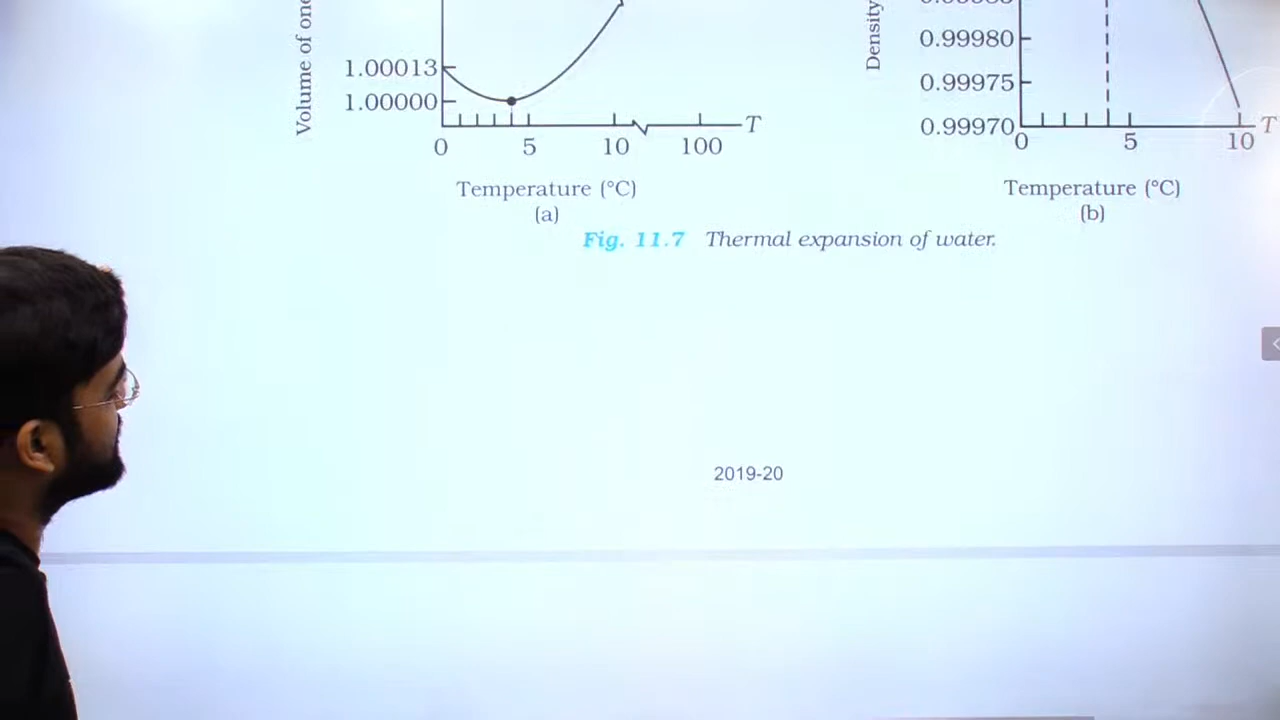 Volume of one
1.00013
1.00000
0 5 10 100
T
Temperature (°C)
(a)
Density
0.99980
0.99975
0.99970
0 5 10
T
Temperature (°C)
(b)
Fig. 11.7 Thermal expansion of water.
2019-20